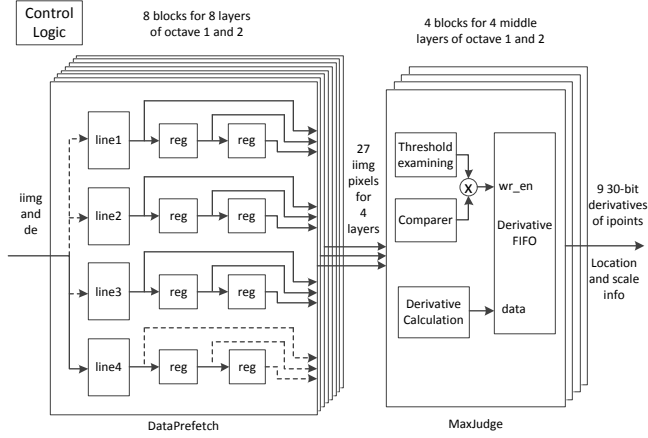 Control
Logic
8 blocks for 8 layers
of octave 1 and 2
4 blocks for 4 middle
layers of octave 1 and 2
iimg
and
de
line1
reg
reg
line2
reg
reg
line3
reg
reg
line4
reg
reg
DataPrefetch
27
iimg
pixels
for
4
layers
Threshold
examining
X
Comparer
wr_en
Derivative
FIFO
Derivative
Calculation
data
MaxJudge
9 30-bit
derivatives
of ipoints
Location
and scale
info